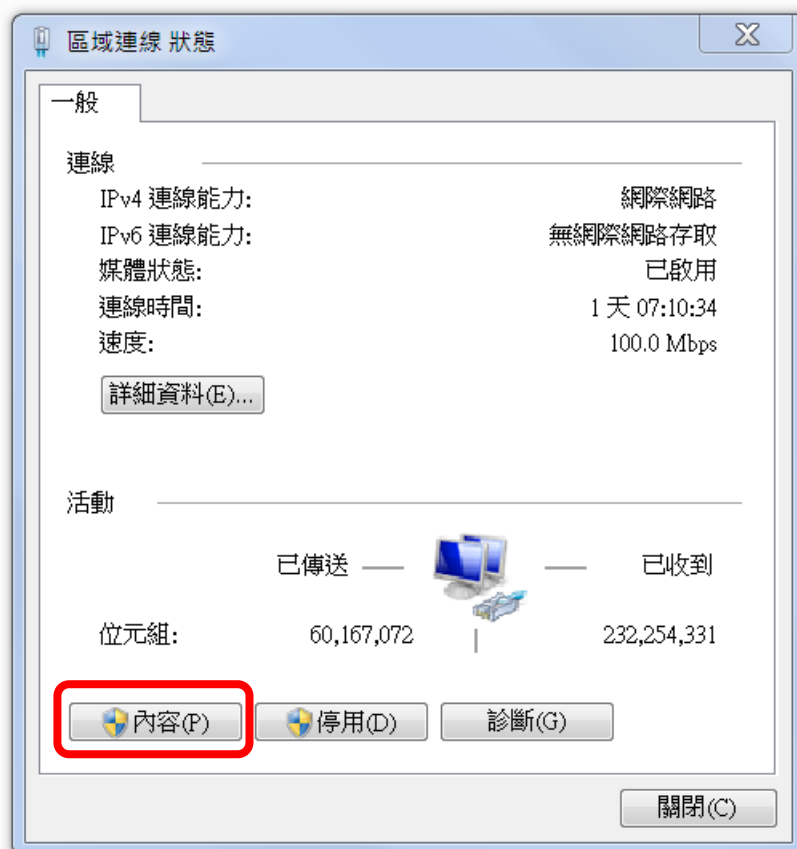 區域連線 狀態
一般
連線
IPv4 連線能力: 網際網路
IPv6 連線能力: 無網際網路存取
媒體狀態: 已啟用
連線時間: 1 天 07:10:34
速度: 100.0 Mbps
詳細資料(E)...
活動
已傳送 已收到
位元組: 60,167,072 232,254,331
內容(P) 停用(D) 診斷(G)
關閉(C)